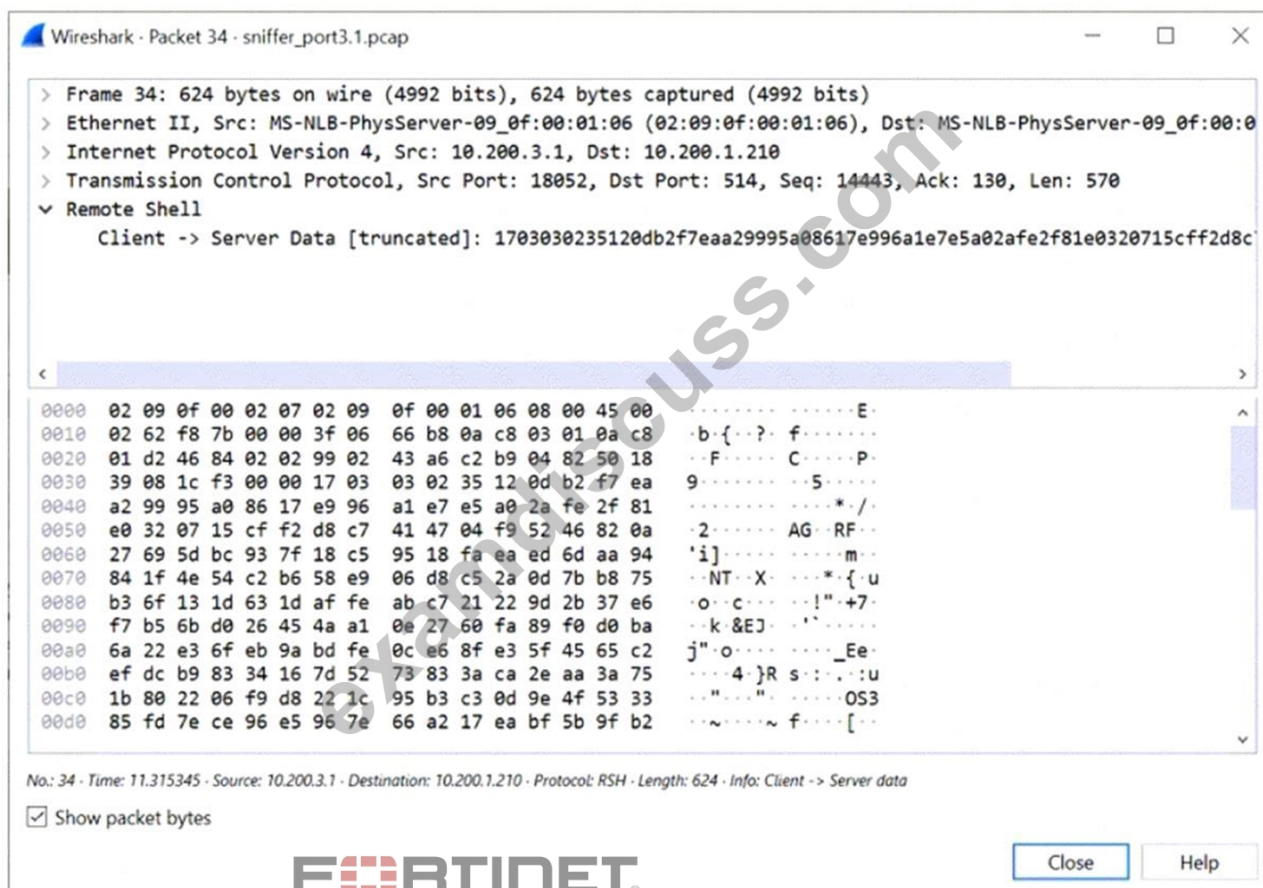 Wireshark · Packet 34 · sniffer_port3.1.pcap
> Frame 34: 624 bytes on wire (4992 bits), 624 bytes captured (4992 bits)
> Ethernet II, Src: MS-NLB-PhysServer-09_0f:00:01:06 (02:09:0f:00:01:06), Dst: MS-NLB-PhysServer-09_0f:00:0
> Internet Protocol Version 4, Src: 10.200.3.1, Dst: 10.200.1.210
> Transmission Control Protocol, Src Port: 18052, Dst Port: 514, Seq: 14443, Ack: 130, Len: 570
Remote Shell
Client -> Server Data [truncated]: 1703030235120db2f7eaa29995a08617e996a1e7e5a02afe2f81e0320715cff2d8c
0000 02 09 0f 00 02 07 02 09 0f 00 01 06 08 00 45 00 ········ ······E·
0010 02 62 f8 7b 00 00 3f 06 66 b8 0a c8 03 01 0a c8 ·b·{··?· f·······
0020 01 d2 46 84 02 02 99 02 43 a6 c2 b9 04 82 50 18 ··F····· C·····P·
0030 39 08 1c f3 00 00 17 03 03 02 35 12 0d b2 f7 ea 9······· ··5·····
0040 a2 99 95 a0 86 17 e9 96 a1 e7 e5 a0 2a fe 2f 81 ········ ····*·/·
0050 e0 32 07 15 cf f2 d8 c7 41 47 04 f9 52 46 82 0a ·2······ AG··RF··
0060 27 69 5d bc 93 7f 18 c5 95 18 fa ea ed 6d aa 94 'i]····· ·····m··
0070 84 1f 4e 54 c2 b6 58 e9 06 d8 c5 2a 0d 7b b8 75 ··NT··X· ···*·{·u
0080 b3 6f 13 1d 63 1d af fe ab c7 21 22 9d 2b 37 e6 ·o··c··· ··!"·+7·
0090 f7 b5 6b d0 26 45 4a a1 0e 27 60 fa 89 f0 d0 ba ··k·&EJ· ·'`·····
00a0 6a 22 e3 6f eb 9a bd fe 0c e6 8f e3 5f 45 65 c2 j"·o···· ····_Ee·
00b0 ef dc b9 83 34 16 7d 52 73 83 3a ca 2e aa 3a 75 ····4·}R s·:·.·:u
00c0 1b 80 22 06 f9 d8 22 1c 95 b3 c3 0d 9e 4f 53 33 ··"···"· ·····OS3
00d0 85 fd 7e ce 96 e5 96 7e 66 a2 17 ea bf 5b 9f b2 ··~····~ f····[··
No.: 34 · Time: 11.315345 · Source: 10.200.3.1 · Destination: 10.200.1.210 · Protocol: RSH · Length: 624 · Info: Client -> Server data
Show packet bytes
Close Help
FORTINET
examdiscuss.com